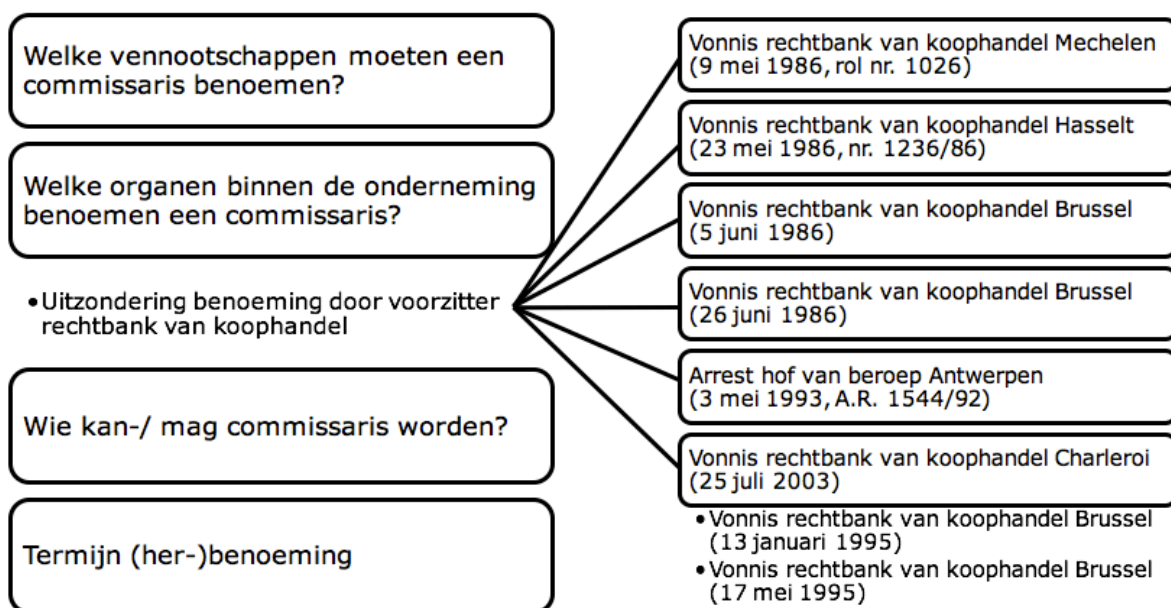 Welke vennootschappen moeten een
commissaris benoemen?
Welke organen binnen de onderneming
benoemen een commissaris?
•Uitzondering benoeming door voorzitter
rechtbank van koophandel
Wie kan-/ mag commissaris worden?
Termijn (her-)benoeming
Vonnis rechtbank van koophandel Mechelen
(9 mei 1986, rol nr. 1026)
Vonnis rechtbank van koophandel Hasselt
(23 mei 1986, nr. 1236/86)
Vonnis rechtbank van koophandel Brussel
(5 juni 1986)
Vonnis rechtbank van koophandel Brussel
(26 juni 1986)
Arrest hof van beroep Antwerpen
(3 mei 1993, A.R. 1544/92)
Vonnis rechtbank van koophandel Charleroi
(25 juli 2003)
•Vonnis rechtbank van koophandel Brussel
(13 januari 1995)
•Vonnis rechtbank van koophandel Brussel
(17 mei 1995)